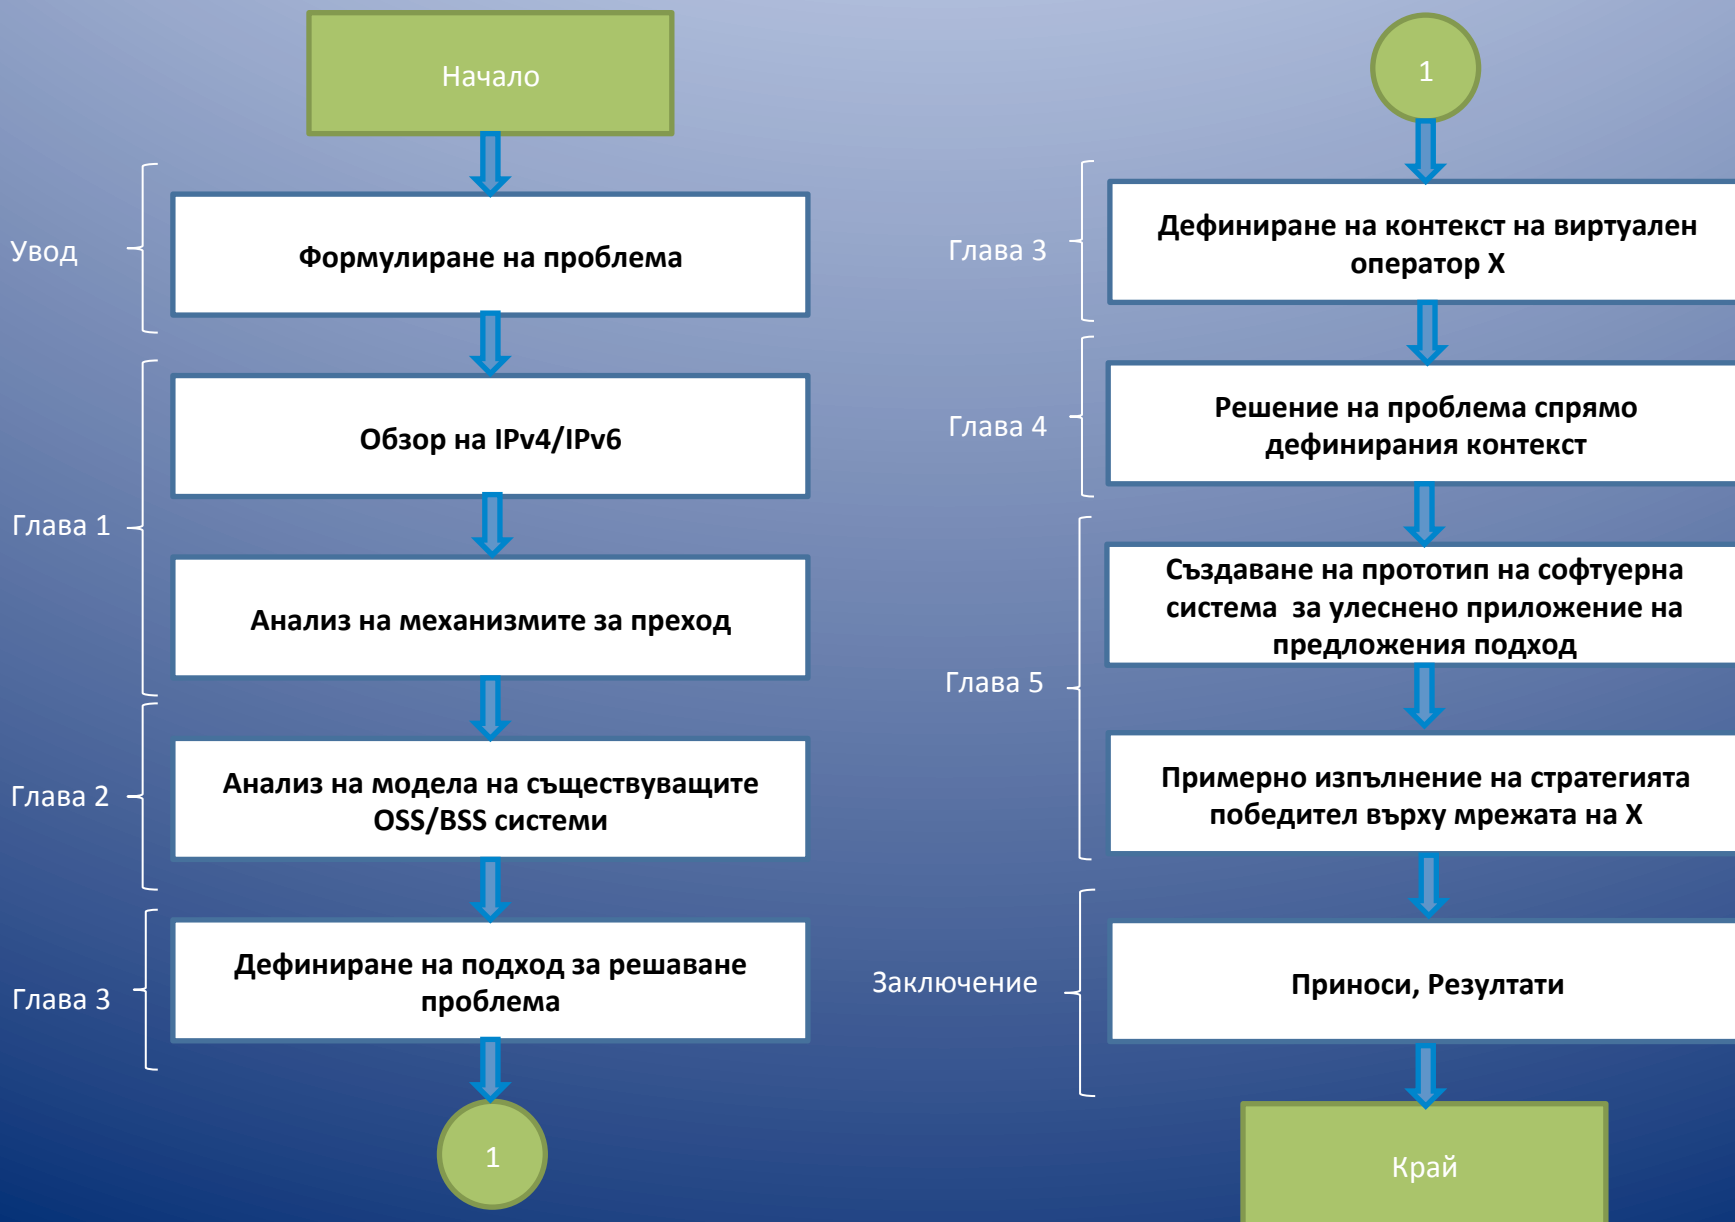 Начало
Увод
Формулиране на проблема
Глава 1
Обзор на IPv4/IPv6
Анализ на механизмите за преход
Глава 2
Анализ на модела на съществуващите
OSS/BSS системи
Глава 3
Дефиниране на подход за решаване
проблема
1
1
Глава 3
Дефиниране на контекст на виртуален
оператор X
Глава 4
Решение на проблема спрямо
дефинирания контекст
Глава 5
Създаване на прототип на софтуерна
система за улеснено приложение на
предложения подход
Примерно изпълнение на стратегията
победител върху мрежата на X
Заключение
Приноси, Резултати
Край